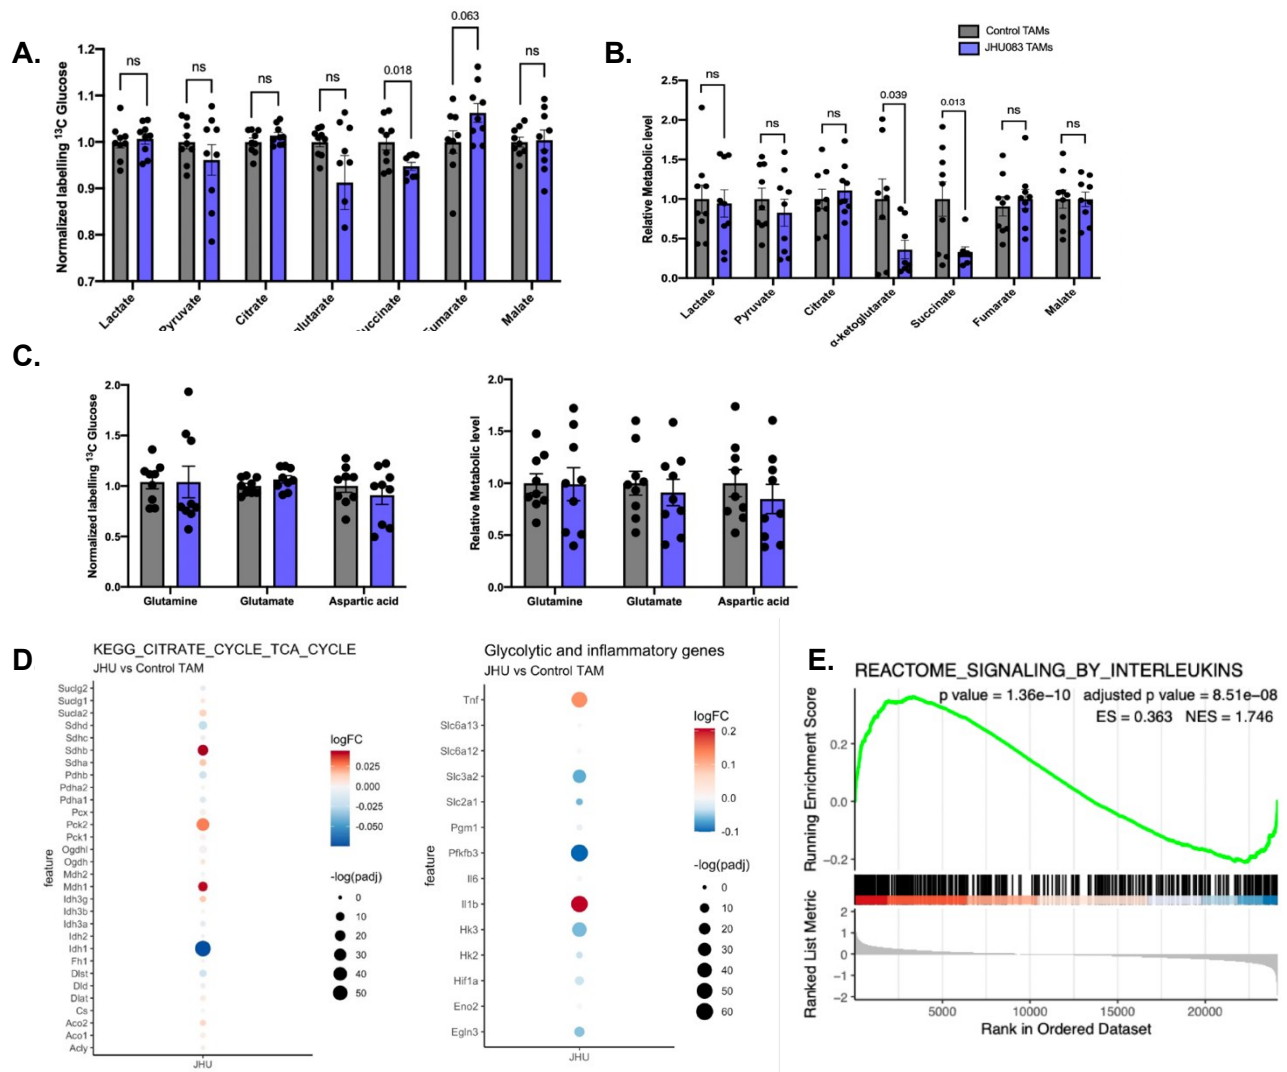 A.
Normalized labelling 13C Glucose
1.2
1.1
1.0
0.9
0.8
0.7
ns
ns
ns
ns
0.018
0.063
ns
Lactate
Pyruvate
Citrate
glutarate
Succinate
Fumarate
Malate
B.
Control TAMs
JHU083 TAMs
Relative Metabolic level
2.5
2.0
1.5
1.0
0.5
0.0
ns
ns
ns
0.039
0.013
ns
ns
Lactate
Pyruvate
Citrate
α-ketoglutarate
Succinate
Fumarate
Malate
C.
Normalized labelling 13C Glucose
2.0
1.5
1.0
0.5
0.0
Glutamine
Glutamate
Aspartic acid
Relative Metabolic level
2.0
1.5
1.0
0.5
0.0
Glutamine
Glutamate
Aspartic acid
D
KEGG_CITRATE_CYCLE_TCA_CYCLE
JHU vs Control TAM
feature
Suclg2
Suclg1
Sucla2
Sdhd
Sdhc
Sdhb
Sdha
Pdhb
Pdha2
Pdha1
Pcx
Pck2
Pck1
Ogdhl
Ogdh
Mdh2
Mdh1
Idh3g
Idh3b
Idh3a
Idh2
Idh1
Fh1
Dlst
Dld
Dlat
Cs
Aco2
Aco1
Acly
JHU
logFC
0.025
0.000
-0.025
-0.050
-log(padj)
0
10
20
30
40
50
Glycolytic and inflammatory genes
JHU vs Control TAM
feature
Tnf
Slc6a13
Slc6a12
Slc3a2
Slc2a1
Pgm1
Pfkfb3
Il6
Il1b
Hk3
Hk2
Hif1a
Eno2
Egln3
JHU
logFC
0.2
0.1
0.0
-0.1
-log(padj)
0
10
20
30
40
50
60
E.
REACTOME_SIGNALING_BY_INTERLEUKINS
p value = 1.36e-10 adjusted p value = 8.51e-08
ES = 0.363 NES = 1.746
Running Enrichment Score
0.2
0.0
-0.2
Ranked List Metric
2
1
0
-1
-2
5000
10000
15000
20000
Rank in Ordered Dataset